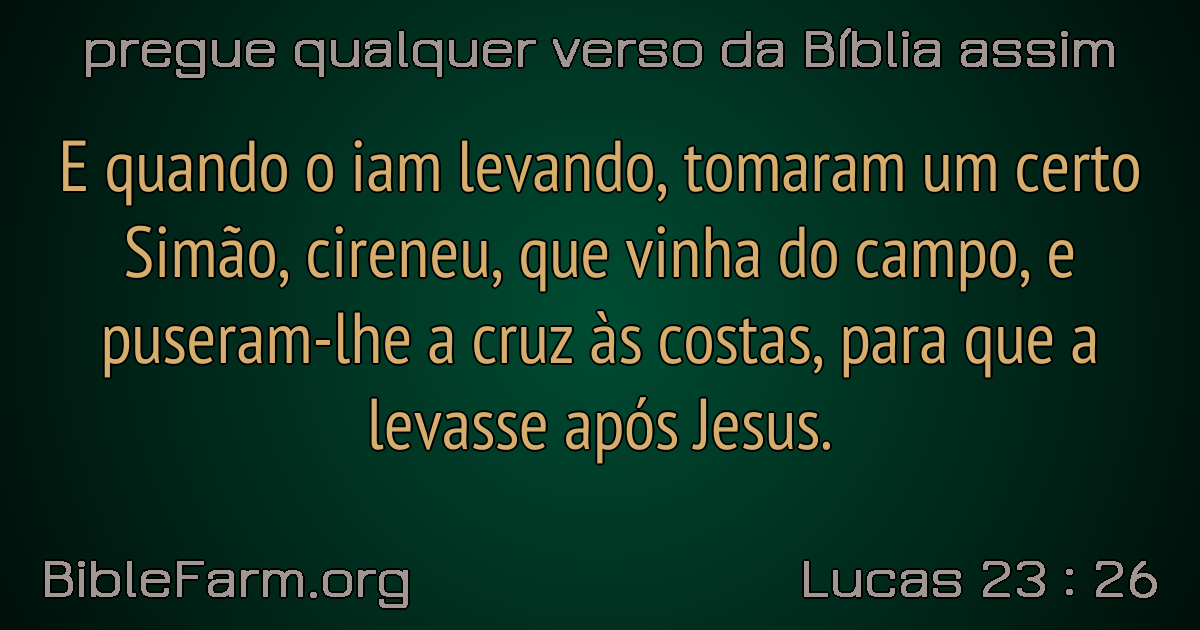 pregue qualquer verso da Bíblia assim
E quando o iam levando, tomaram um certo
Simão, cireneu, que vinha do campo, e
puseram-lhe a cruz às costas, para que a
levasse após Jesus.
BibleFarm.org
Lucas 23 : 26